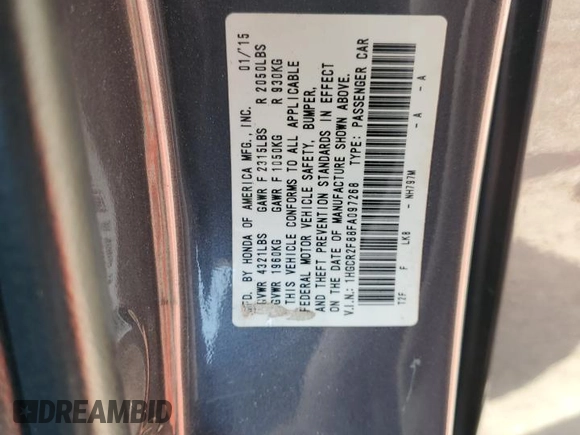 MFD. BY HONDA OF AMERICA MFG., INC. 01/'15
GVWR 4321LBS GAWR F 2315LBS R 2050LBS
GVWR 1960KG GAWR F 1050KG R 930KG
THIS VEHICLE CONFORMS TO ALL APPLICABLE
FEDERAL MOTOR VEHICLE SAFETY, BUMPER,
AND THEFT PREVENTION STANDARDS IN EFFECT
ON THE DATE OF MANUFACTURE SHOWN ABOVE.
V.I.N.: 1HGCR2F88FA097268 TYPE: PASSENGER CAR
T2F F LKB - NH797M - A - A
DREAMBID